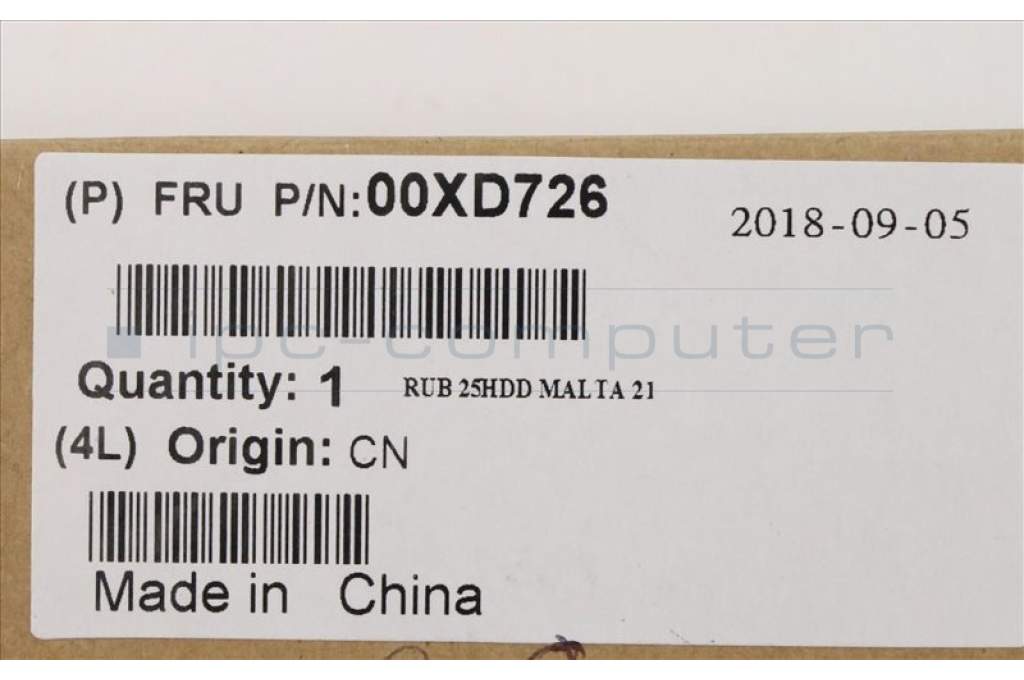 (P) FRU P/N:00XD726
2018-09-05
ipc-computer
Quantity: 1 RUB 25HDD MALTA 21
(4L) Origin: CN
Made in China